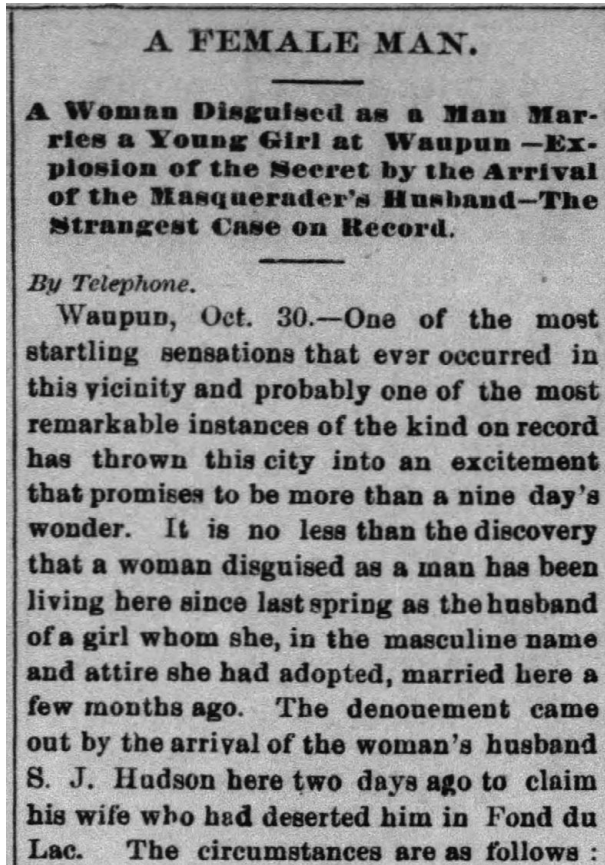 A FEMALE MAN.
A Woman Disguised as a Man Mar-
ries a Young Girl at Waupun —Ex-
plosion of the Secret by the Arrival
of the Masquerader's Husband—The
Strangest Case on Record.
By Telephone.
Waupun, Oct. 30.—One of the most
startling sensations that ever occurred in
this vicinity and probably one of the most
remarkable instances of the kind on record
has thrown this city into an excitement
that promises to be more than a nine day's
wonder. It is no less than the discovery
that a woman disguised as a man has been
living here since last spring as the husband
of a girl whom she, in the masculine name
and attire she had adopted, married here a
few months ago. The denouement came
out by the arrival of the woman's husband
S. J. Hudson here two days ago to claim
his wife who had deserted him in Fond du
Lac. The circumstances are as follows :